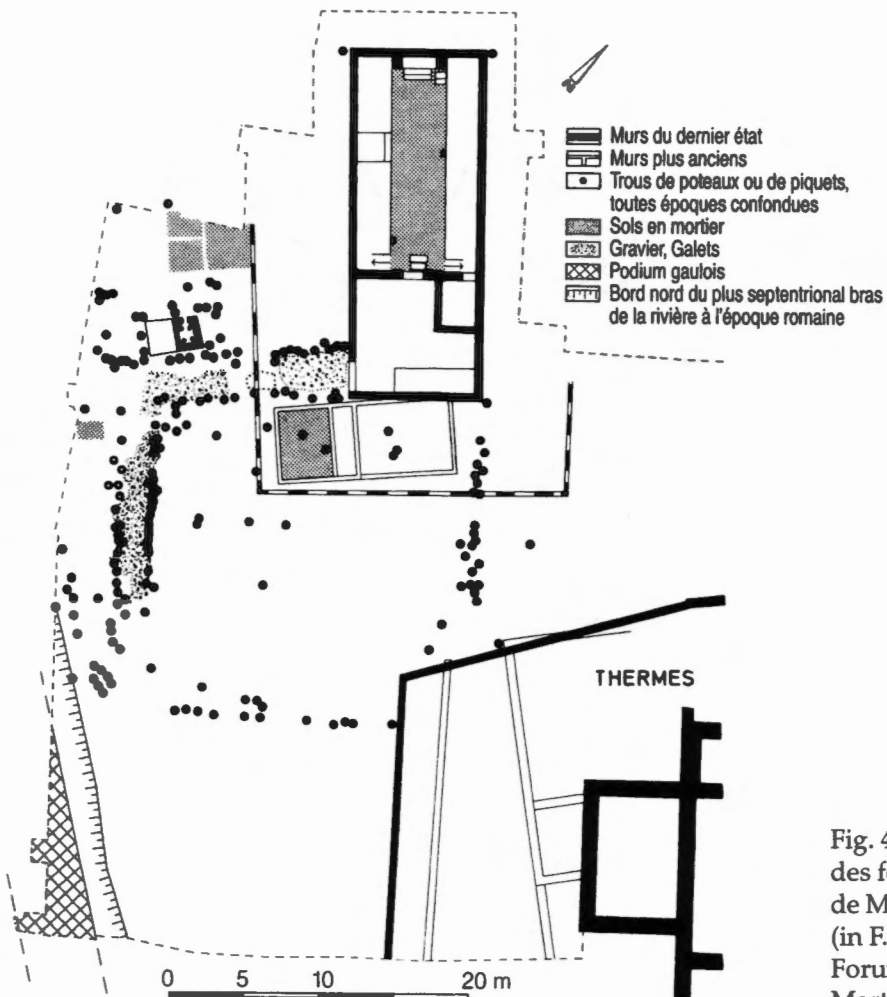 Murs du dernier état
Murs plus anciens
Trous de poteaux ou de piquets,
toutes époques confondues
Sols en mortier
Gravier, Galets
Podium gaulois
Bord nord du plus septentrional bras
de la rivière à l'époque romaine
THERMES
0 5 10 20 m
Fig. 4
des f
de M
(in F.
Foru